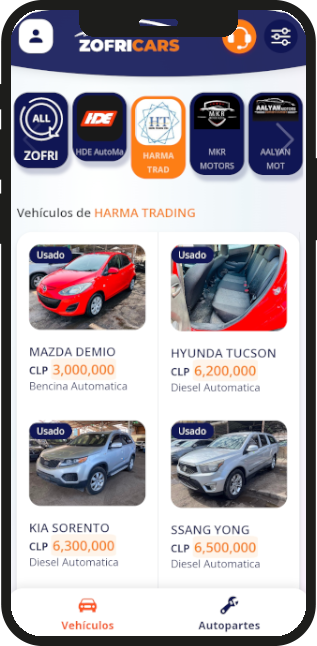 ZOFRICARS
ALL
ZOFRI
HDE
HDE AutoMa
HT
HARMA
TRAD
MKR
MOTORS
MKR
MOTORS
AALYAN MOTORS
AALYAN
MOT
Vehículos de HARMA TRADING
Usado
MAZDA DEMIO
CLP 3,000,000
Bencina Automatica
Usado
HYUNDA TUCSON
CLP 6,200,000
Diesel Automatica
Usado
KIA SORENTO
CLP 6,300,000
Diesel Automatica
Usado
SSANG YONG
CLP 6,500,000
Diesel Automatica
Vehículos
Autopartes